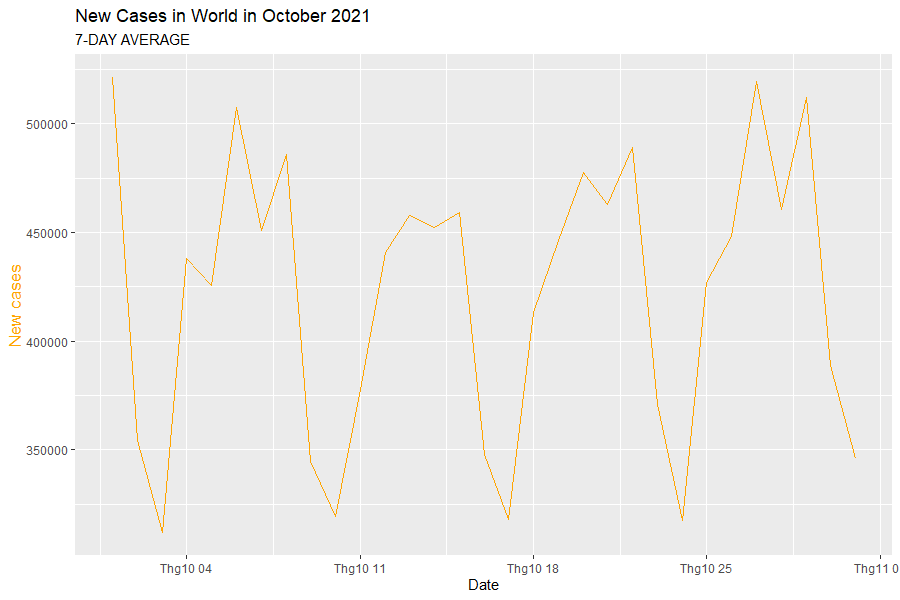 New Cases in World in October 2021
7-DAY AVERAGE
New cases
500000
450000
400000
350000
Thg10 04
Thg10 11
Thg10 18
Thg10 25
Thg11 0
Date